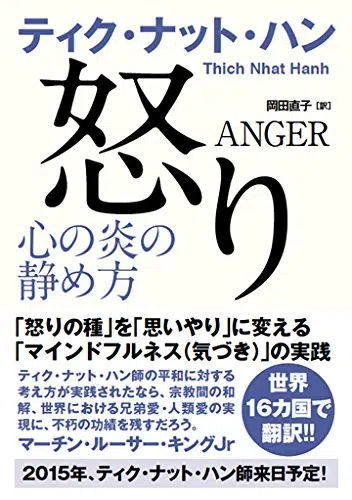 ティク・ナット・ハン
Thich Nhat Hanh
岡田直子［訳］
怒り
ANGER
心の炎の
静め方
「怒りの種」を「思いやり」に変える
「マインドフルネス（気づき）」の実践
ティク・ナット・ハン師の平和に対する
考え方が実践されたなら、宗教間の和
解、世界における兄弟愛・人類愛の実
現に、不朽の功績を残すだろう。
マーチン・ルーサー・キングJr
世界
16カ国で
翻訳!!
2015年、ティク・ナット・ハン師来日予定！